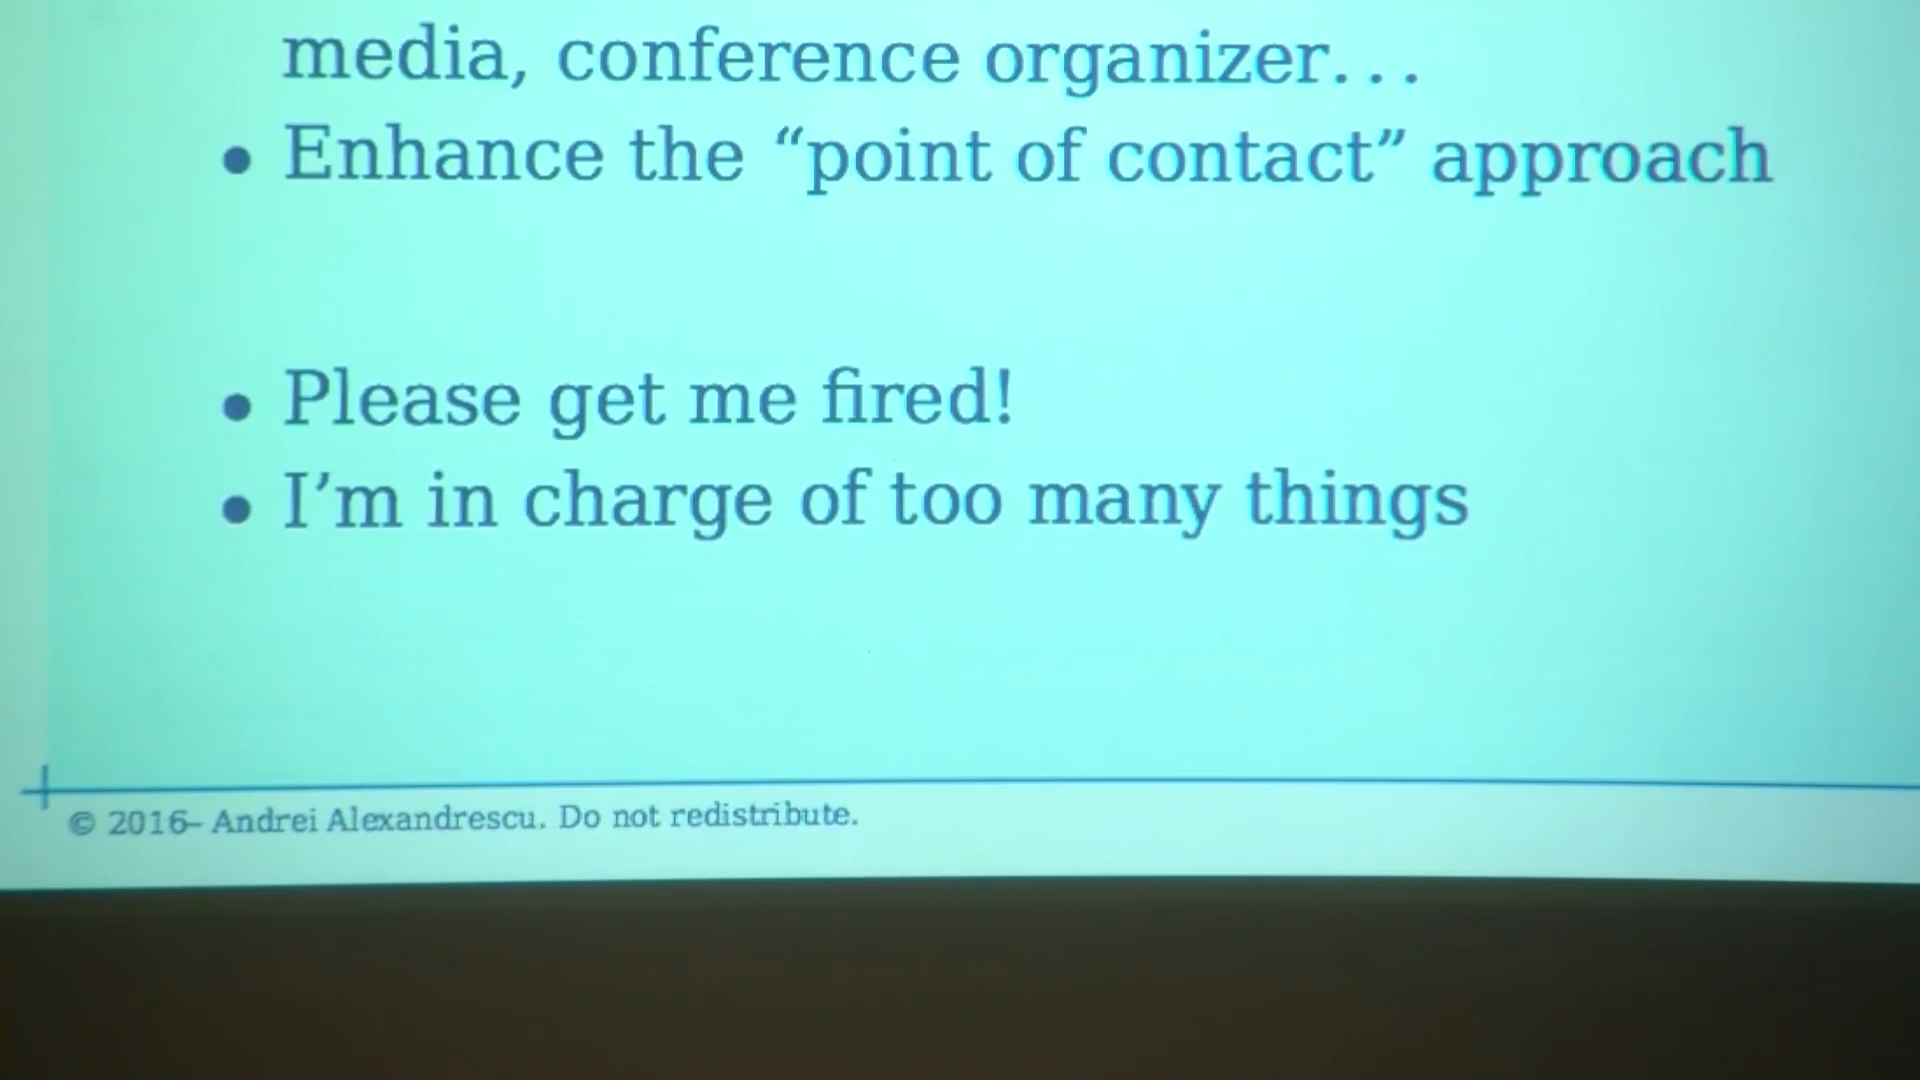 media, conference organizer...
• Enhance the “point of contact” approach
• Please get me fired!
• I’m in charge of too many things
© 2016– Andrei Alexandrescu. Do not redistribute.